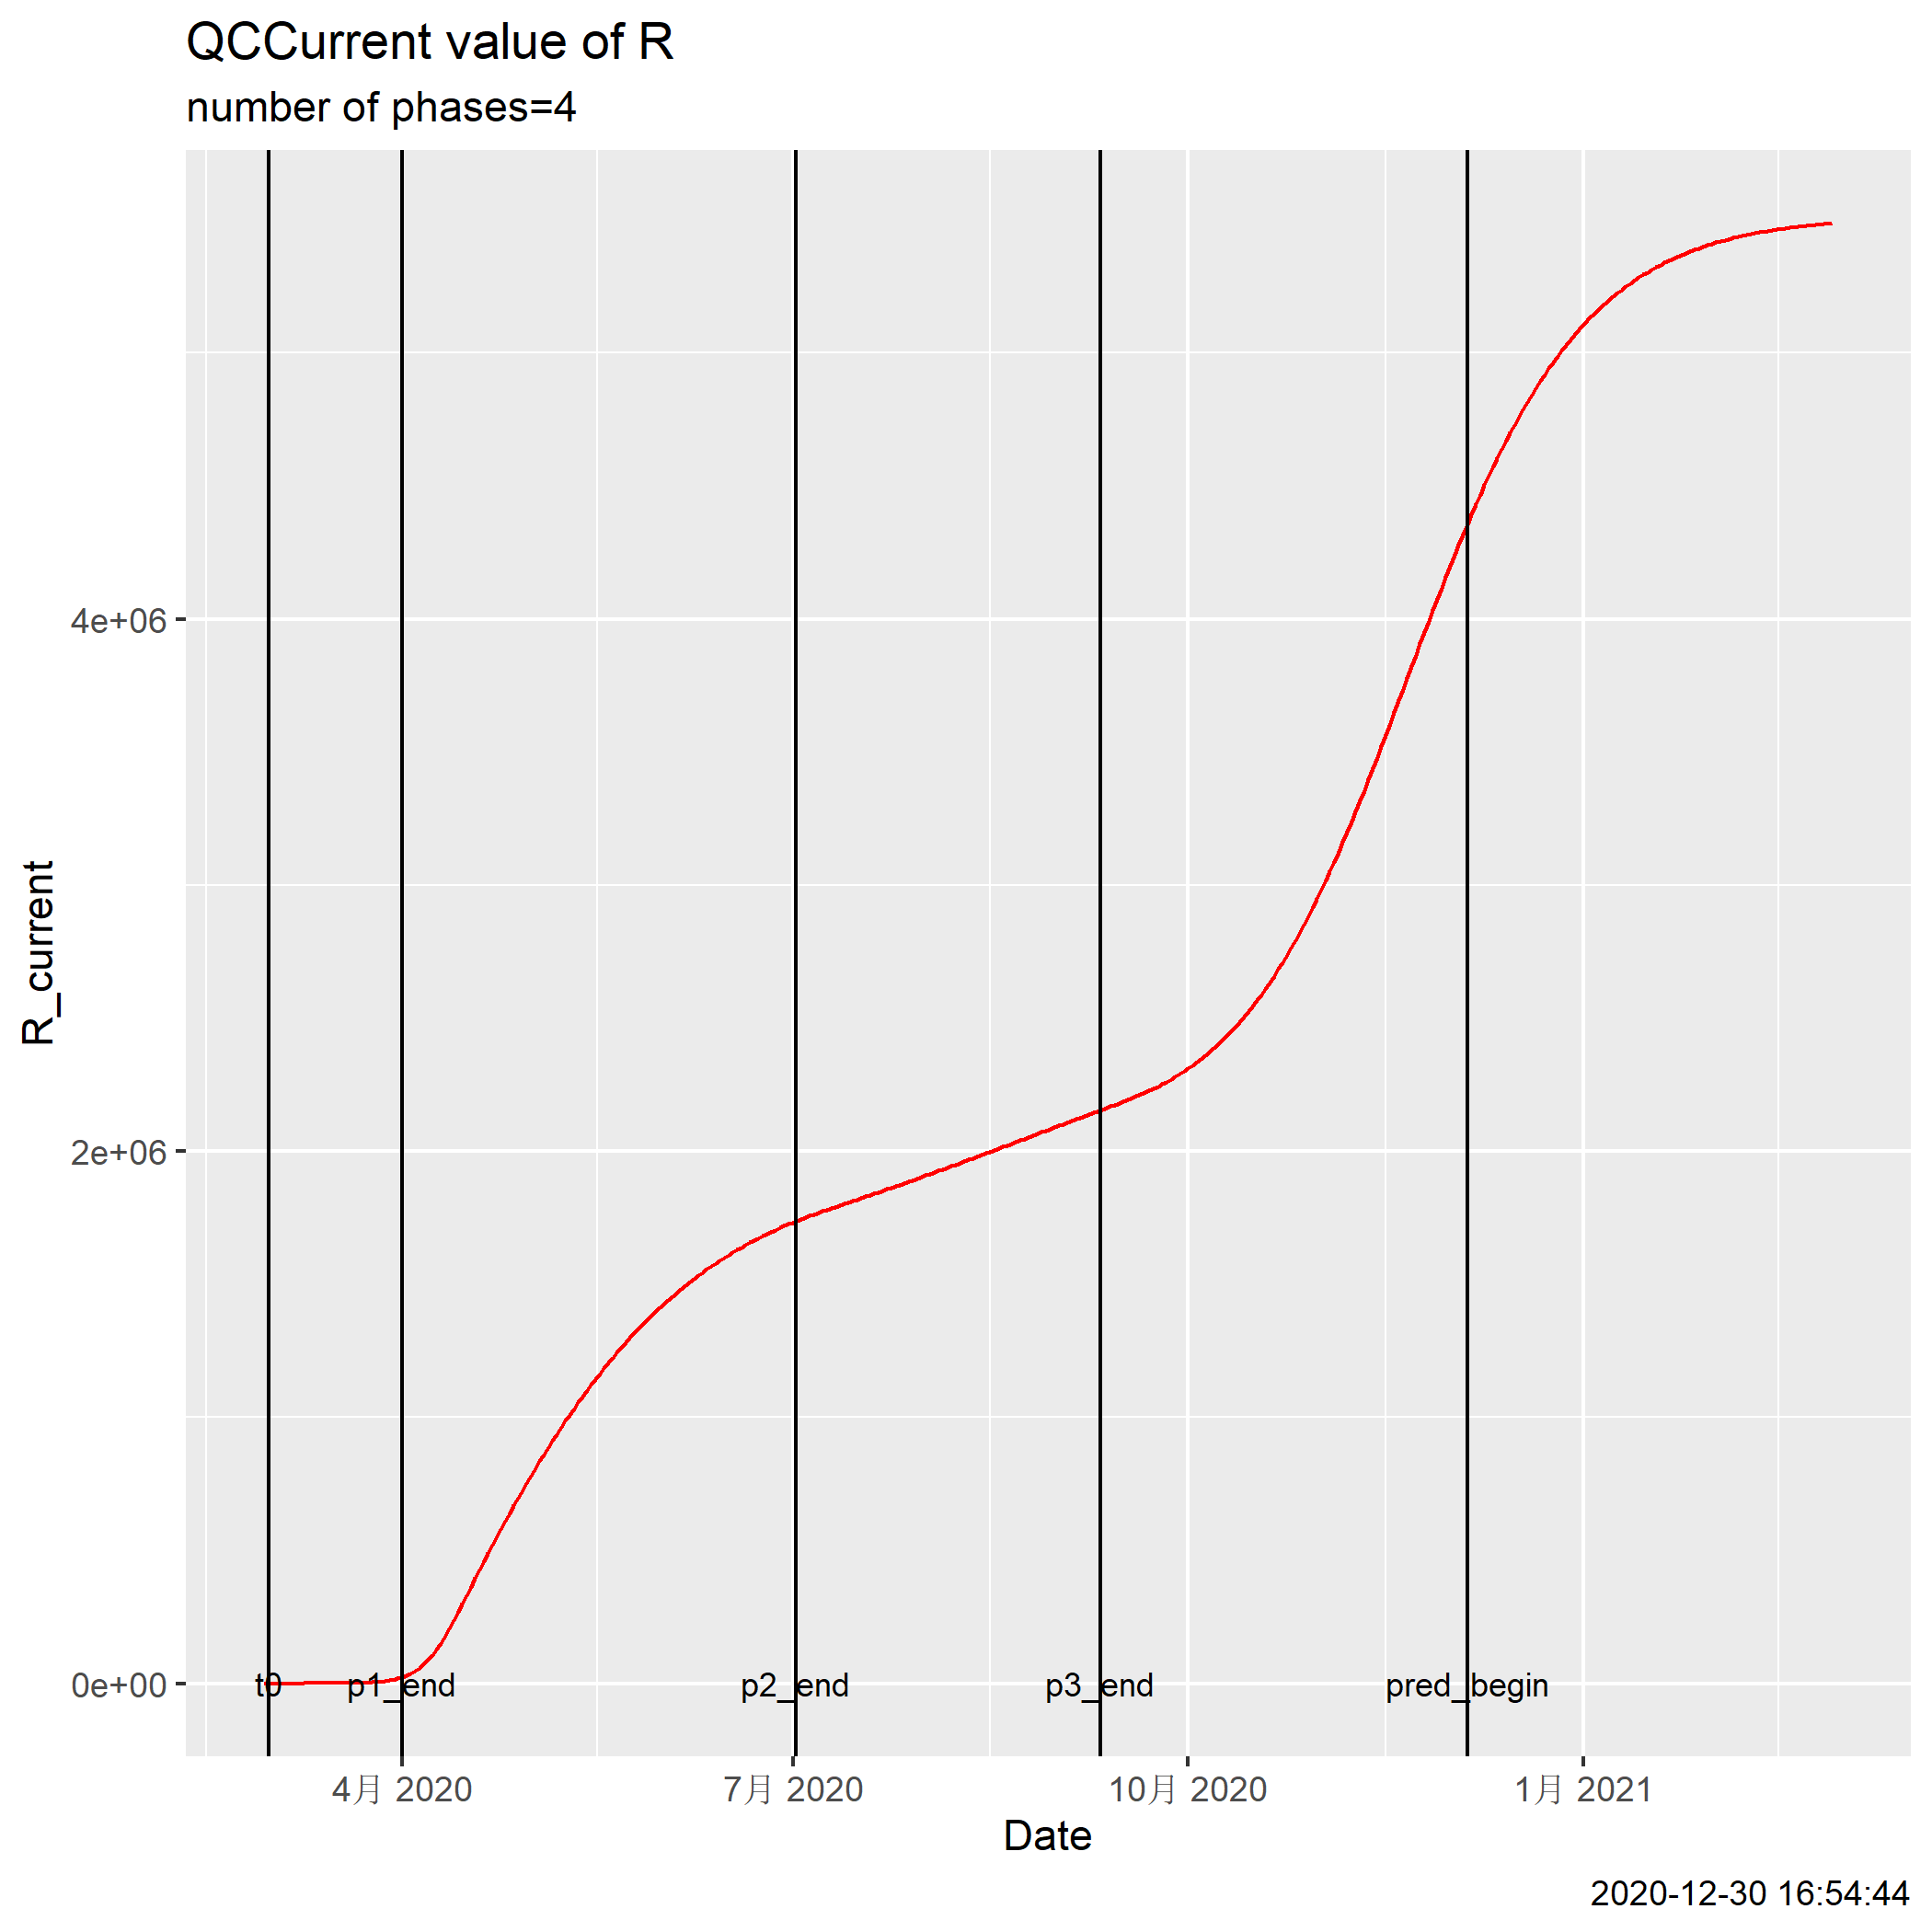 QCCurrent value of R
number of phases=4
R_current
4e+06
2e+06
0e+00
t0 p1_end p2_end p3_end pred_begin
4月 2020 7月 2020 10月 2020 1月 2021
Date
2020-12-30 16:54:44